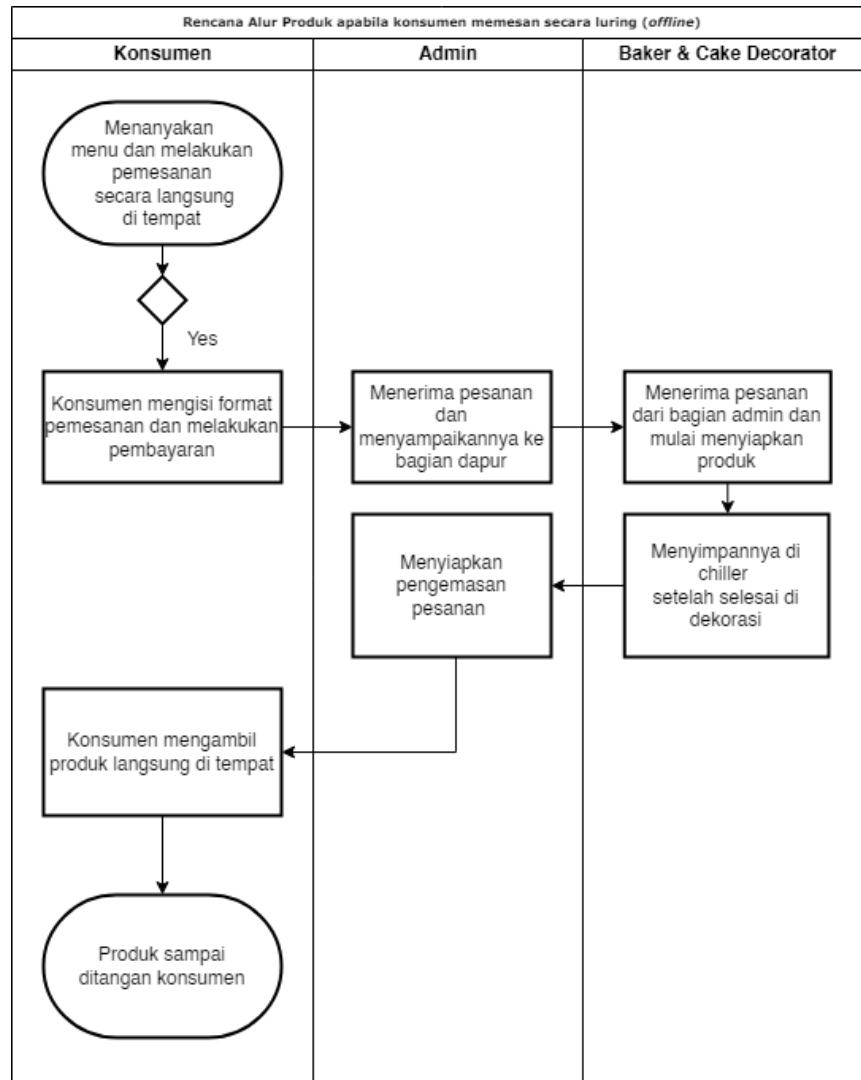 Rencana Alur Produk apabila konsumen memesan secara luring (offline)
Konsumen
Admin
Baker & Cake Decorator
Menanyakan
menu dan melakukan
pemesanan
secara langsung
di tempat
Yes
Konsumen mengisi format
pemesanan dan melakukan
pembayaran
Menerima pesanan
dan
menyampaikannya ke
bagian dapur
Menerima pesanan
dari bagian admin dan
mulai menyiapkan
produk
Menyimpannya di
chiller
setelah selesai di
dekorasi
Menyiapkan
pengemasan
pesanan
Konsumen mengambil
produk langsung di tempat
Produk sampai
ditangan konsumen